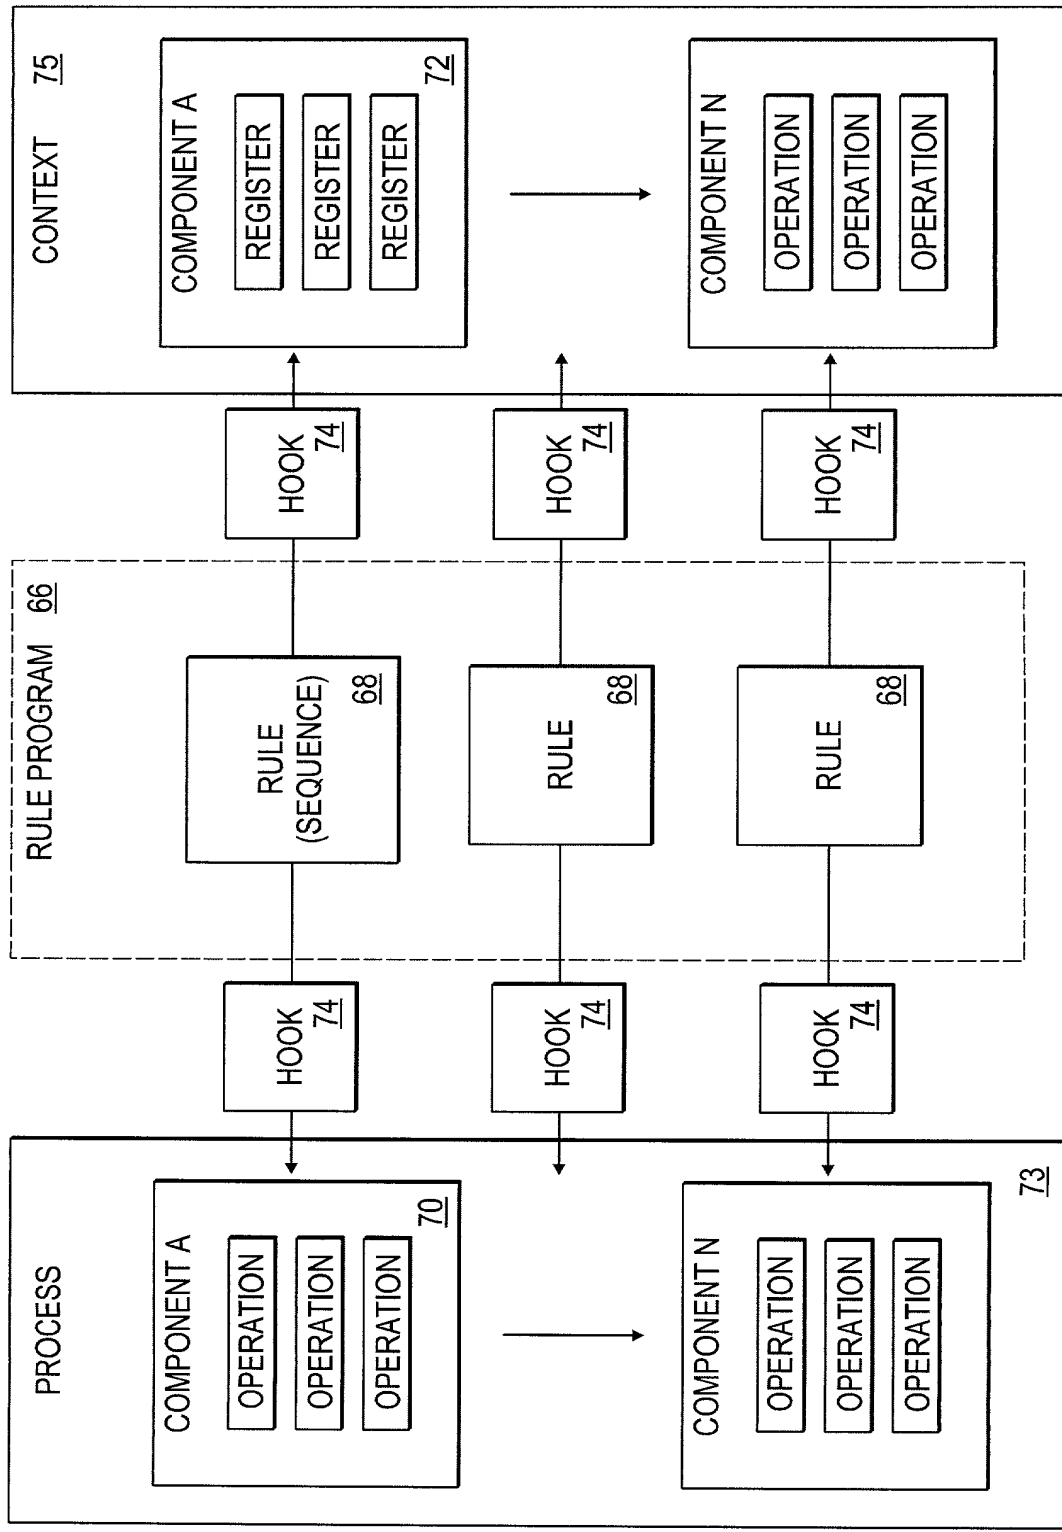 PROCESS
COMPONENT A
OPERATION
OPERATION
OPERATION
70
COMPONENT N
OPERATION
OPERATION
OPERATION
73
HOOK
74
HOOK
74
HOOK
74
RULE PROGRAM 66
RULE
(SEQUENCE)
68
RULE
68
RULE
68
HOOK
74
HOOK
74
HOOK
74
CONTEXT 75
COMPONENT A
REGISTER
REGISTER
REGISTER
72
COMPONENT N
OPERATION
OPERATION
OPERATION